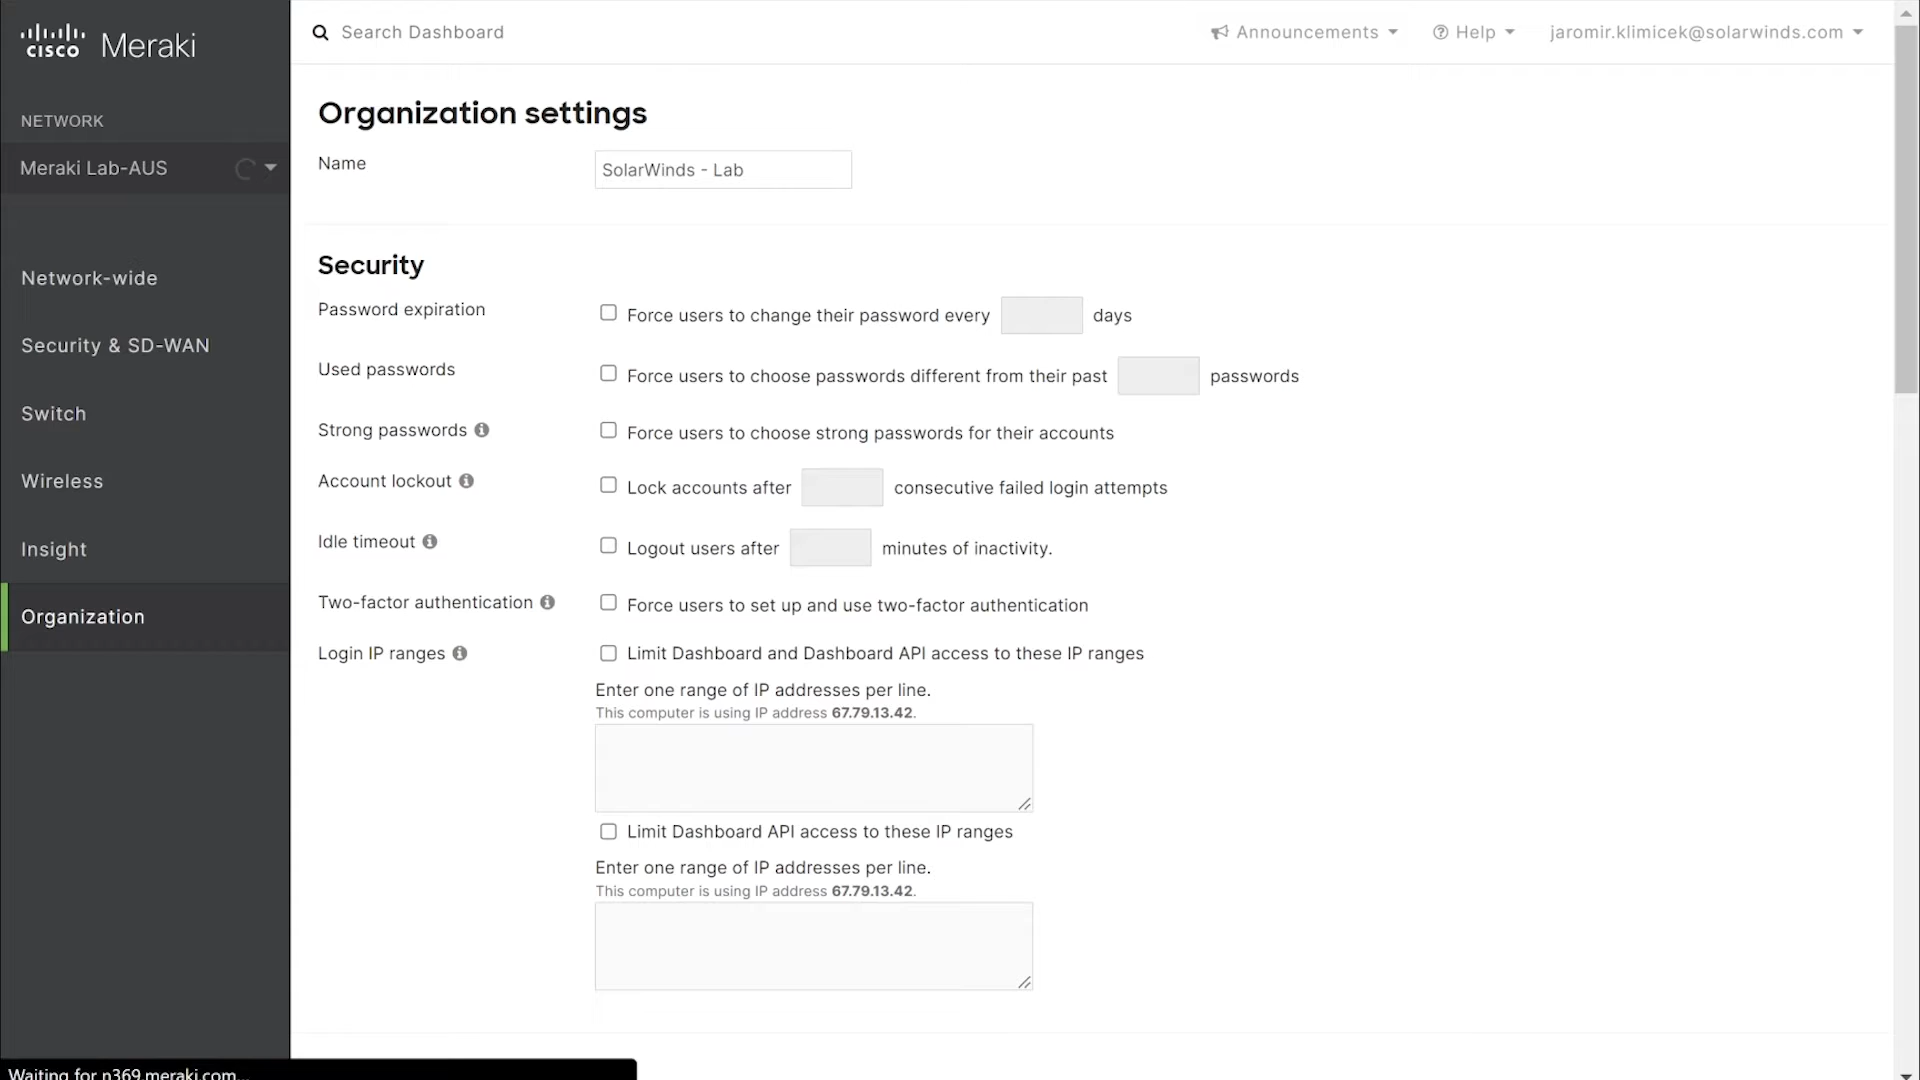 Search Dashboard
Announcements
Help
jaromir.klimicek@solarwinds.com
CISCO Meraki
NETWORK
Meraki Lab-AUS
Network-wide
Security & SD-WAN
Switch
Wireless
Insight
Organization
Organization settings
Name
SolarWinds - Lab
Security
Password expiration
Force users to change their password every days
Used passwords
Force users to choose passwords different from their past passwords
Strong passwords
Force users to choose strong passwords for their accounts
Account lockout
Lock accounts after consecutive failed login attempts
Idle timeout
Logout users after minutes of inactivity.
Two-factor authentication
Force users to set up and use two-factor authentication
Login IP ranges
Limit Dashboard and Dashboard API access to these IP ranges
Enter one range of IP addresses per line.
This computer is using IP address 67.79.13.42.
Limit Dashboard API access to these IP ranges
Enter one range of IP addresses per line.
This computer is using IP address 67.79.13.42.
Waiting for n369.meraki.com...